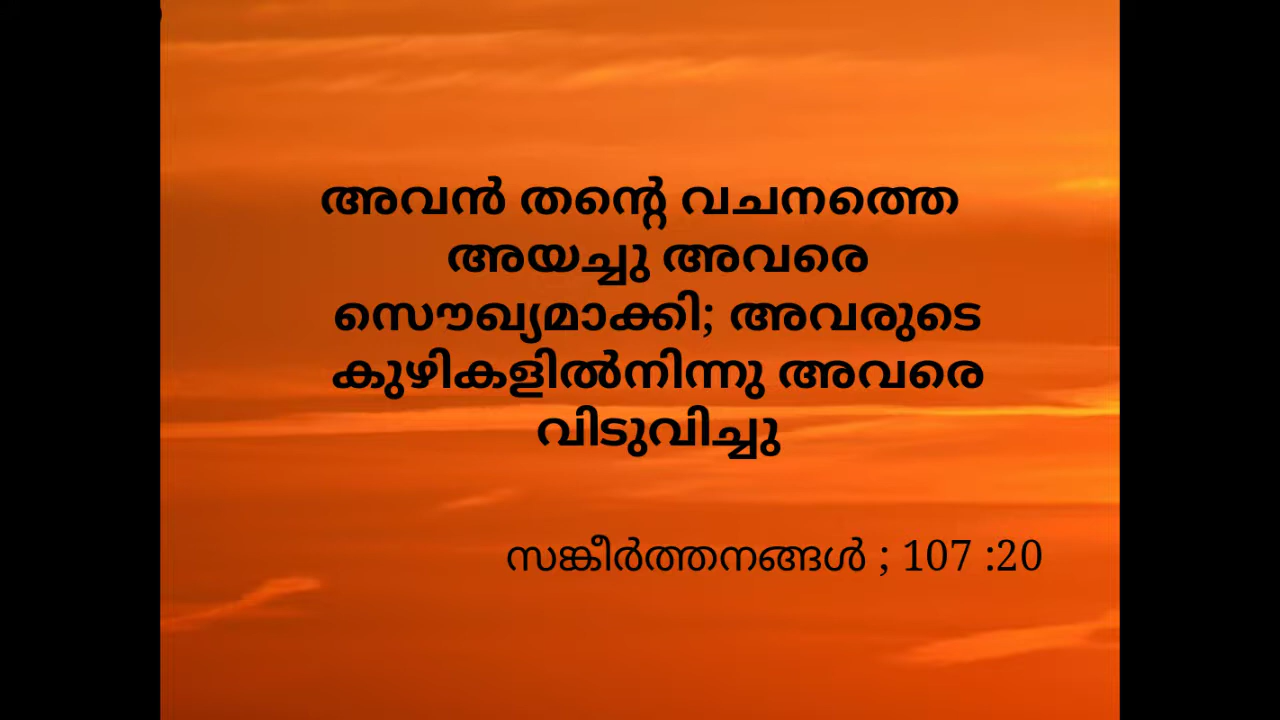 അവൻ തന്റെ വചനത്തെ
അയച്ചു അവരെ
സൌഖ്യമാക്കി; അവരുടെ
കുഴികളിൽനിന്നു അവരെ
വിടുവിച്ചു
സങ്കീർത്തനങ്ങൾ ; 107 :20